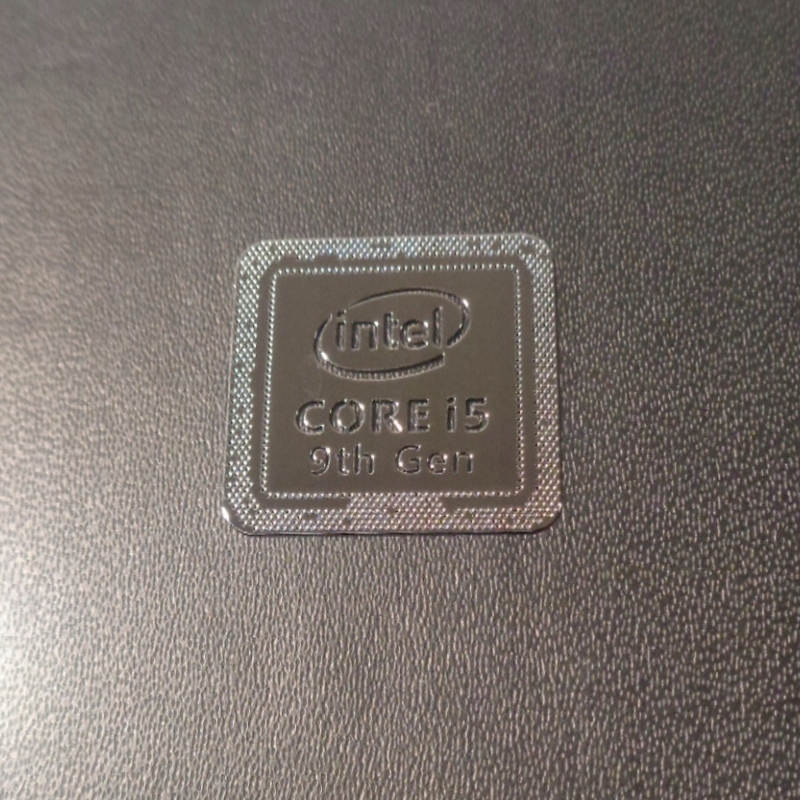 intel
CORE i5
9th Gen